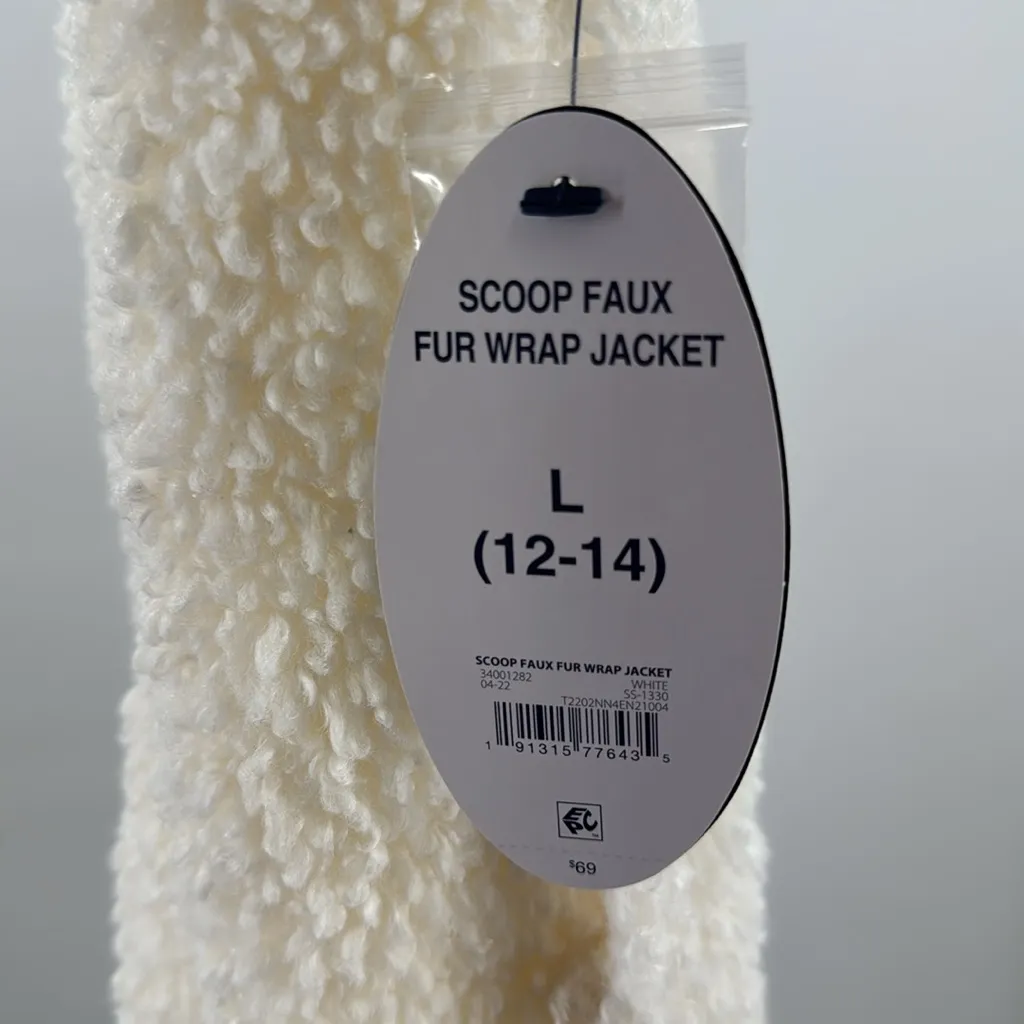 SCOOP FAUX
FUR WRAP JACKET
L
(12-14)
SCOOP FAUX FUR WRAP JACKET
34001282 WHITE
04-22 SS-1330
T2202NN4EN21004
1 91315 77643 5
EPC
$69